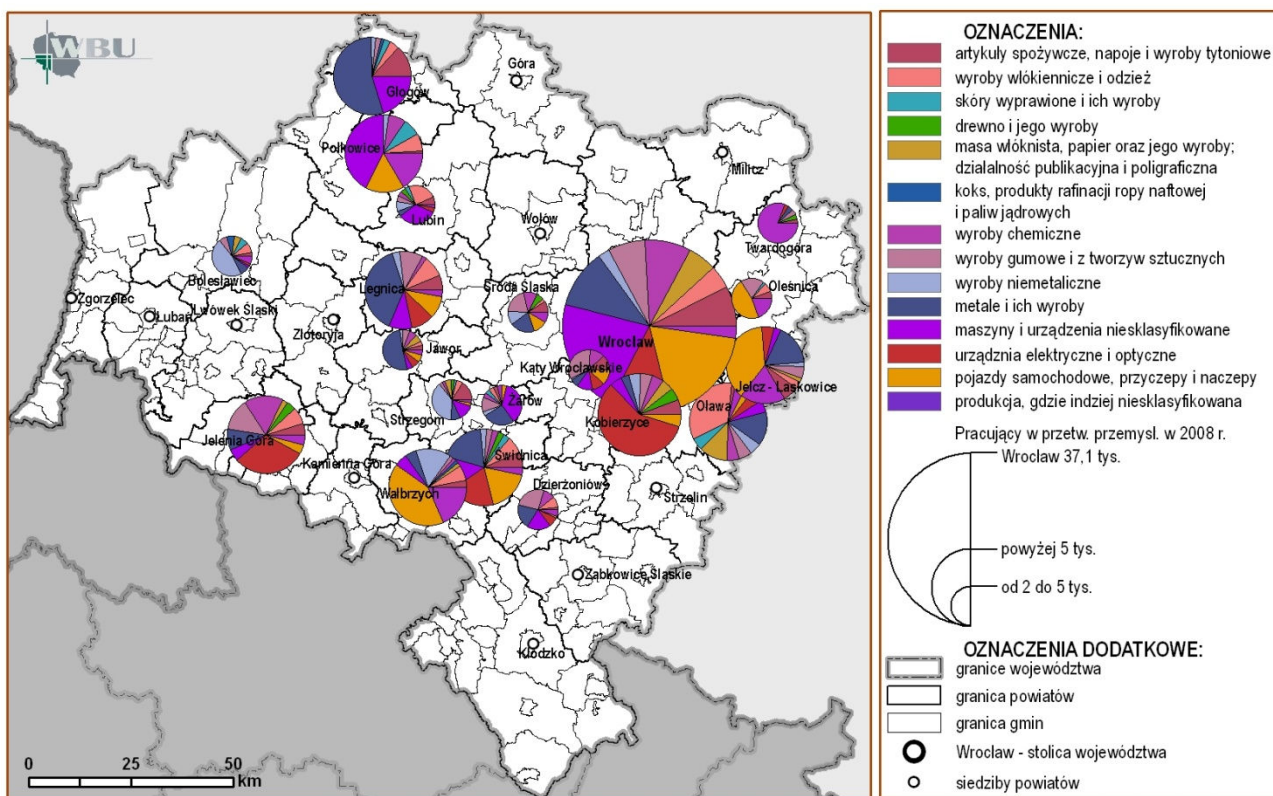 WBU
Góra
Głogów
Polkowice
Milicz
Lubin
Wołów
Twardogóra
Bolesławiec
Legnica
Środa Śląska
Oleśnica
Zgorzelec
Lubań
Lwówek Śląski
Złotoryja
Wrocław
Jawor
Kąty Wrocławskie
Jelcz - Laskowice
Strzegom
Żarów
Kobierzyce
Oława
Jelenia Góra
Kamienna Góra
Świdnica
Wałbrzych
Dzierżoniów
Strzelin
Ząbkowice Śląskie
Kłodzko
0 25 50
km
OZNACZENIA:
artykuły spożywcze, napoje i wyroby tytoniowe
wyroby włókiennicze i odzież
skóry wyprawione i ich wyroby
drewno i jego wyroby
masa włóknista, papier oraz jego wyroby;
działalność publikacyjna i poligraficzna
koks, produkty rafinacji ropy naftowej
i paliw jądrowych
wyroby chemiczne
wyroby gumowe i z tworzyw sztucznych
wyroby niemetaliczne
metale i ich wyroby
maszyny i urządzenia niesklasyfikowane
urządznia elektryczne i optyczne
pojazdy samochodowe, przyczepy i naczepy
produkcja, gdzie indziej niesklasyfikowana
Pracujący w przetw. przemysl. w 2008 r.
Wrocław 37,1 tys.
powyżej 5 tys.
od 2 do 5 tys.
OZNACZENIA DODATKOWE:
granice województwa
granica powiatów
granica gmin
Wrocław - stolica województwa
siedziby powiatów